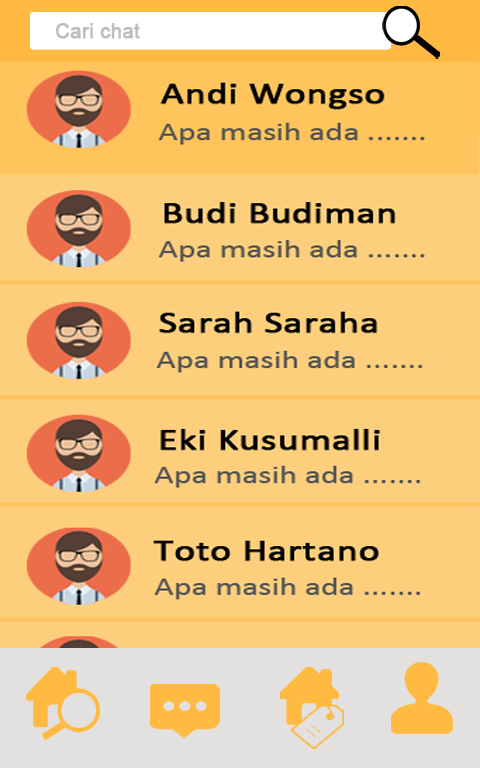 Cari chat
Andi Wongso
Apa masih ada .......
Budi Budiman
Apa masih ada .......
Sarah Saraha
Apa masih ada .......
Eki Kusumalli
Apa masih ada .......
Toto Hartano
Apa masih ada .......